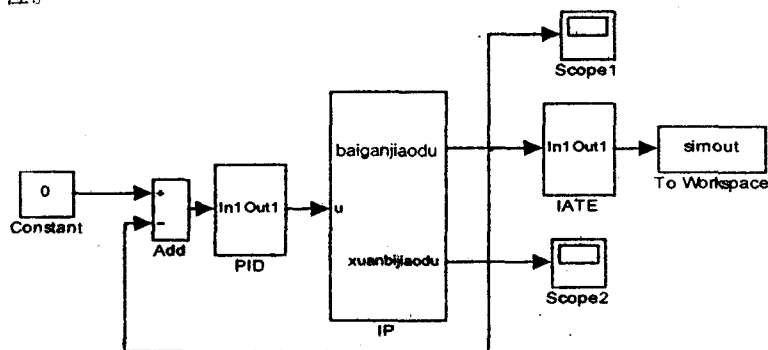 Scope1
baiganjiaodu
In1 Out1
simout
To Workspace
IATE
0
Constant
+
−
Add
In1 Out1
PID
u
xuanbijiaodu
IP
Scope2